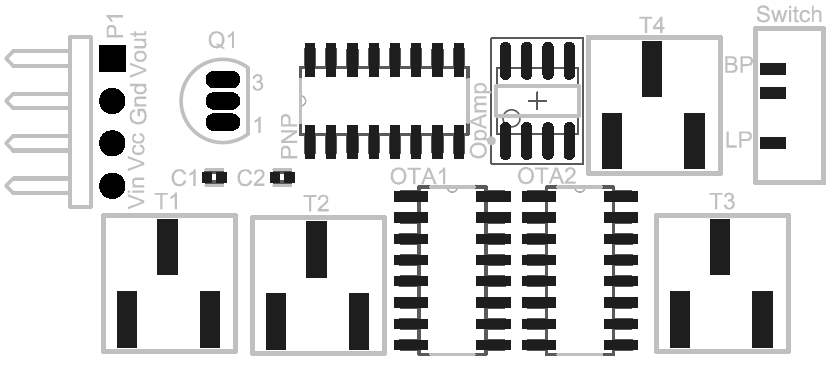 Switch
T4
P1
Q1
BP
3
1
LP
Vin Vcc Gnd Vout
PNP
OpAmp
C1
C2
OTA1
OTA2
T1
T2
T3